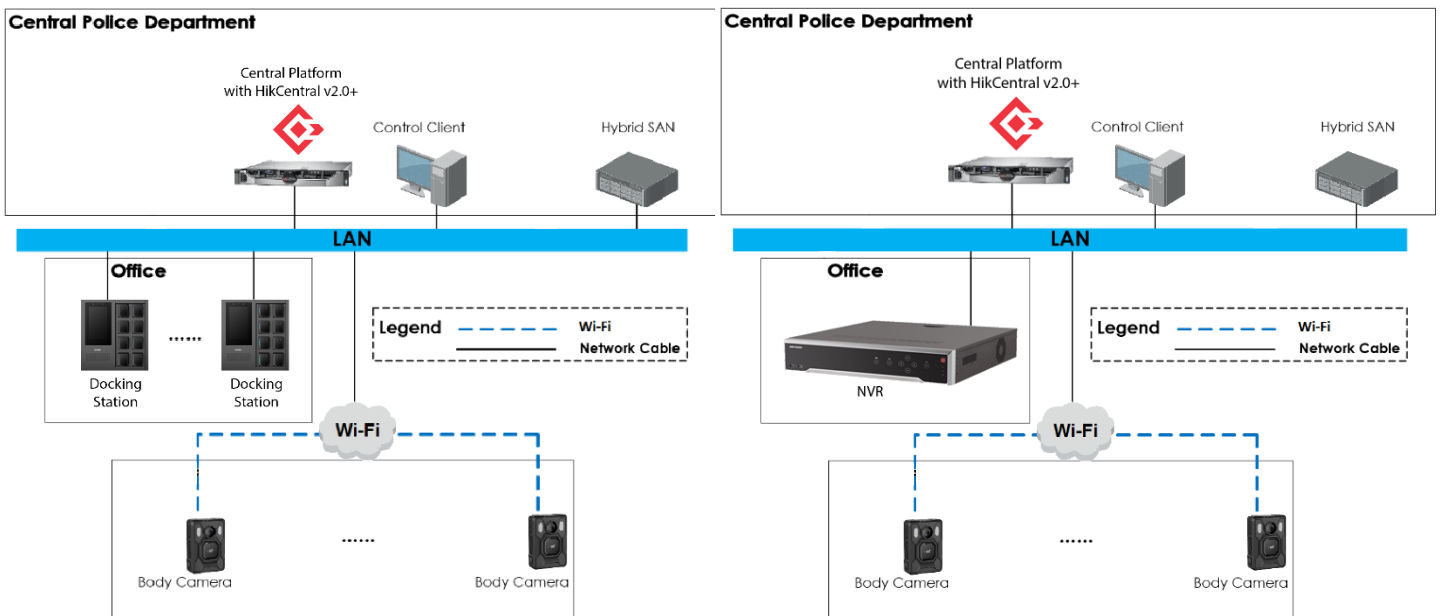 Central Police Department
Central Platform
with HikCentral v2.0+
Control Client
Hybrid SAN
LAN
Office
Docking
Station
......
Docking
Station
Legend
Wi-Fi
Network Cable
Wi-Fi
Body Camera
......
Body Camera
Central Police Department
Central Platform
with HikCentral v2.0+
Control Client
Hybrid SAN
LAN
Office
NVR
Legend
Wi-Fi
Network Cable
Wi-Fi
Body Camera
......
Body Camera